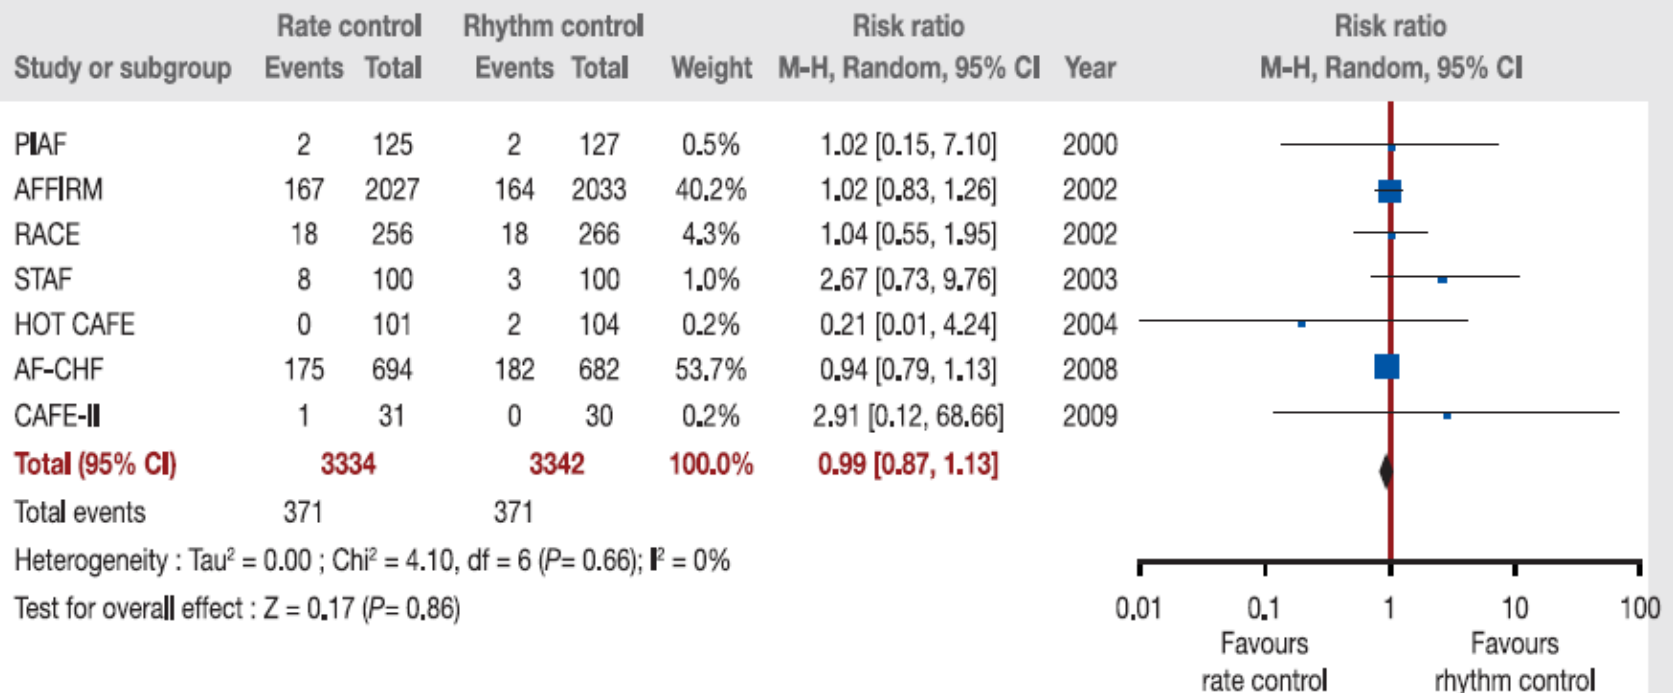 Rate control Rhythm control Risk ratio Risk ratio
Study or subgroup Events Total Events Total Weight M-H, Random, 95% CI Year M-H, Random, 95% CI
PIAF 2 125 2 127 0.5% 1.02 [0.15, 7.10] 2000
AFFIRM 167 2027 164 2033 40.2% 1.02 [0.83, 1.26] 2002
RACE 18 256 18 266 4.3% 1.04 [0.55, 1.95] 2002
STAF 8 100 3 100 1.0% 2.67 [0.73, 9.76] 2003
HOT CAFE 0 101 2 104 0.2% 0.21 [0.01, 4.24] 2004
AF-CHF 175 694 182 682 53.7% 0.94 [0.79, 1.13] 2008
CAFE-II 1 31 0 30 0.2% 2.91 [0.12, 68.66] 2009
Total (95% CI) 3334 3342 100.0% 0.99 [0.87, 1.13]
Total events 371 371
Heterogeneity : Tau² = 0.00 ; Chi² = 4.10, df = 6 (P= 0.66); I² = 0%
Test for overall effect : Z = 0.17 (P= 0.86)
0.01 0.1 1 10 100
Favours Favours
rate control rhythm control